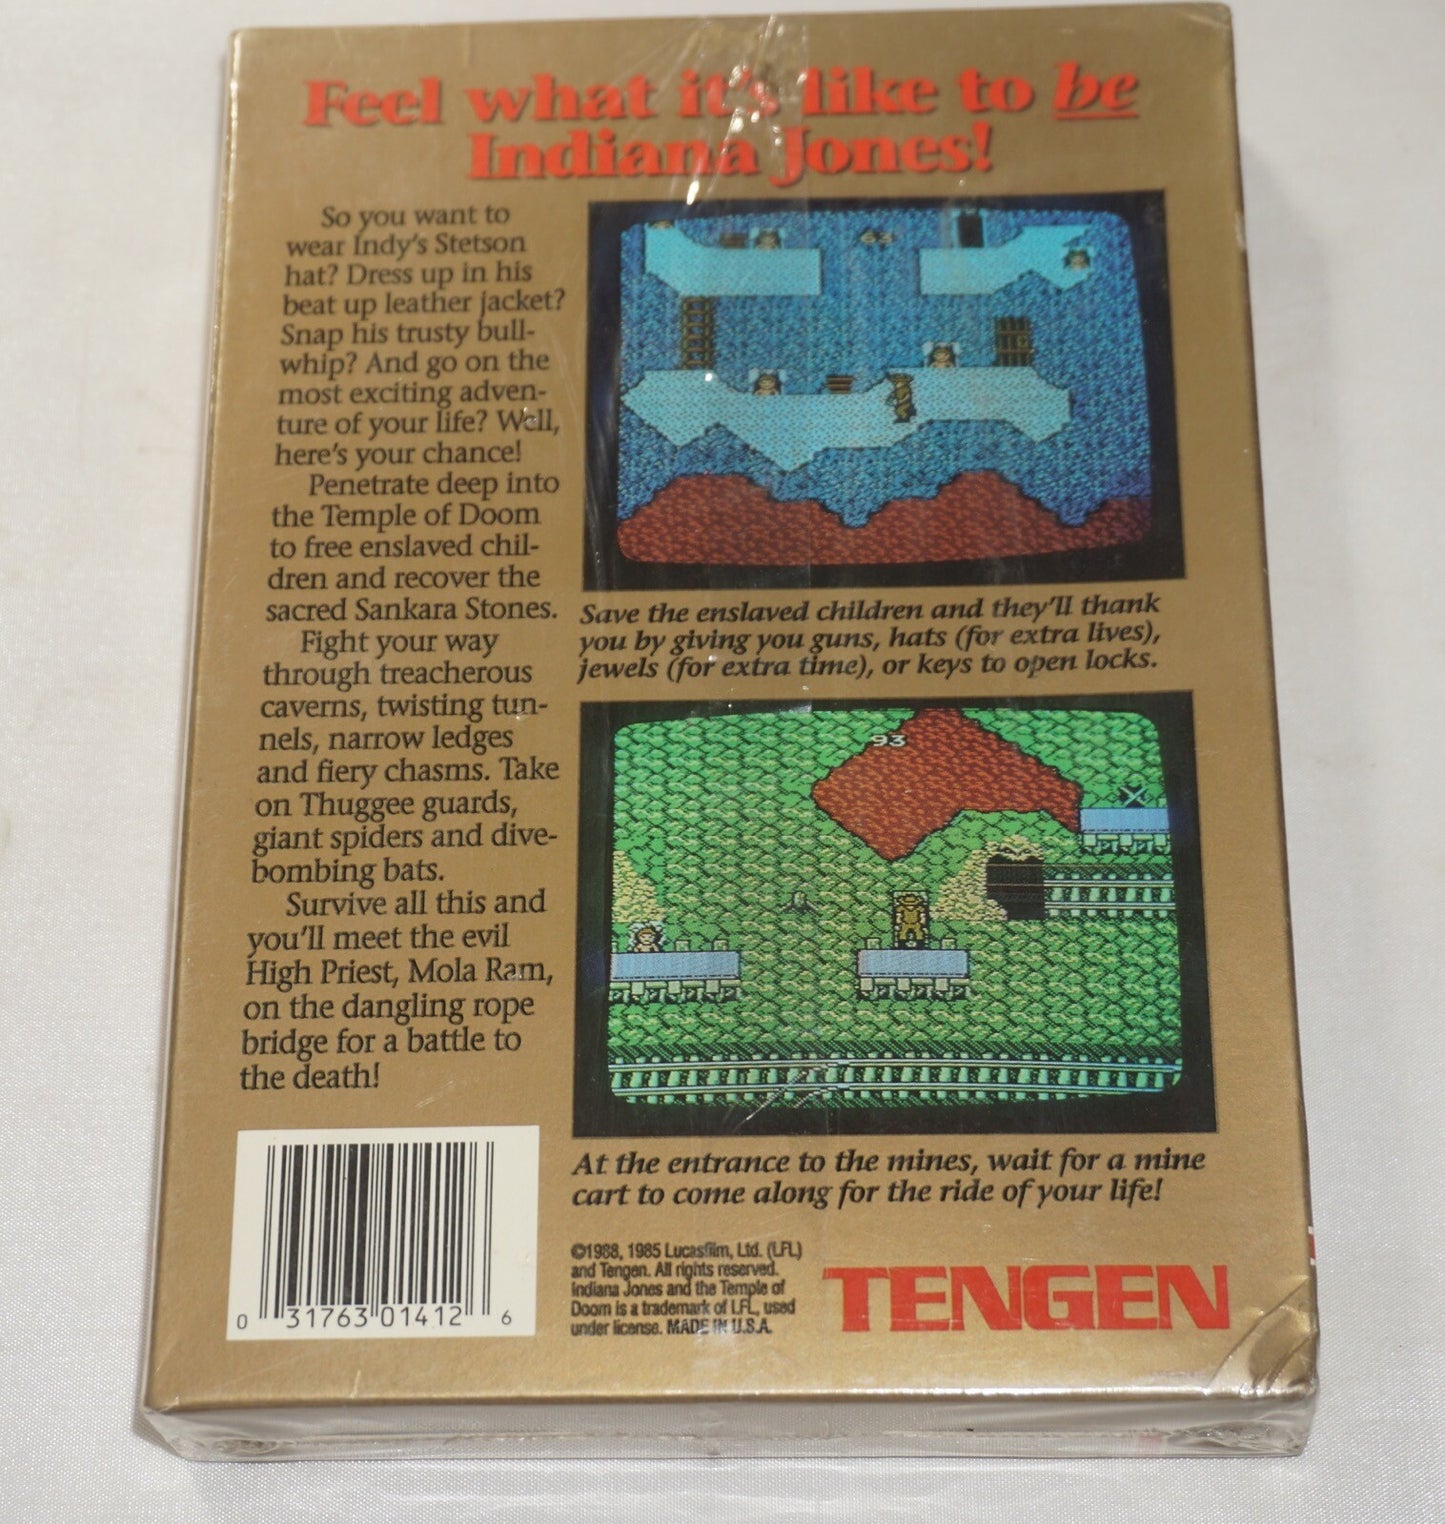 Feel what it's like to be
Indiana Jones!
So you want to
wear Indy's Stetson
hat? Dress up in his
beat up leather jacket?
Snap his trusty bull-
whip? And go on the
most exciting adven-
ture of your life? Well,
here's your chance!
Penetrate deep into
the Temple of Doom
to free enslaved chil-
dren and recover the
sacred Sankara Stones.
Fight your way
through treacherous
caverns, twisting tun-
nels, narrow ledges
and fiery chasms. Take
on Thuggee guards,
giant spiders and dive-
bombing bats.
Survive all this and
you'll meet the evil
High Priest, Mola Ram,
on the dangling rope
bridge for a battle to
the death!
63
Save the enslaved children and they'll thank
you by giving you guns, hats (for extra lives),
jewels (for extra time), or keys to open locks.
93
At the entrance to the mines, wait for a mine
cart to come along for the ride of your life!
0 31763 01412 6
©1988, 1985 Lucasfilm, Ltd. (LFL)
and Tengen. All rights reserved.
Indiana Jones and the Temple of
Doom is a trademark of LFL, used
under license. MADE IN U.S.A.
TENGEN